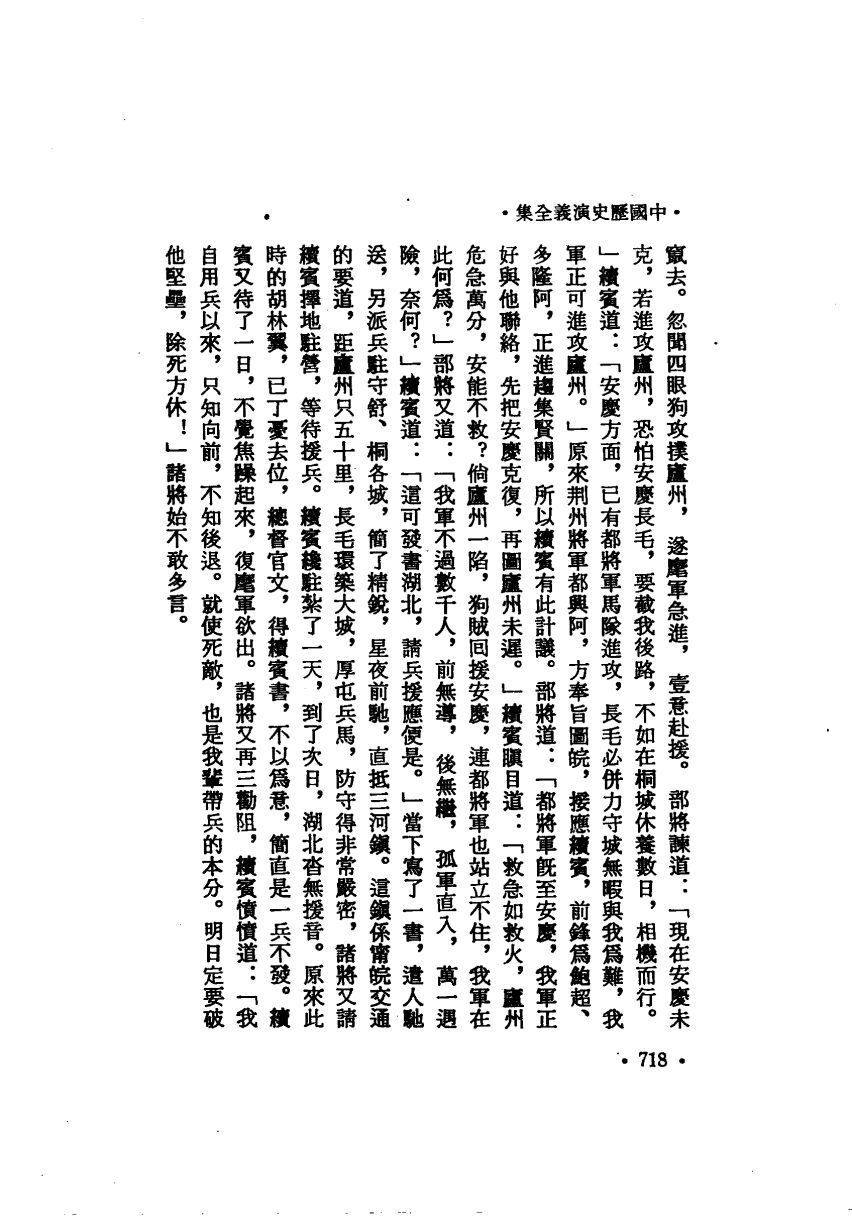 •中國歷史演義全集•
竄去。忽聞四眼狗攻撲廬州，遂麾軍急進，壹意赴援。部將諫道：「現在安慶未
克，若進攻廬州，恐怕安慶長毛，要截我後路，不如在桐城休養數日，相機而行。
」續賓道：「安慶方面，已有都將軍馬隊進攻，長毛必併力守城無暇與我爲難，我
軍正可進攻廬州。」原來荆州將軍都興阿，方奉旨圖皖，接應續賓，前鋒爲鮑超、
多隆阿，正進趨集賢關，所以續賓有此計議。部將道：「都將軍旣至安慶，我軍正
好與他聯絡，先把安慶克復，再圖廬州未遲。」續賓瞋目道：「救急如救火，廬州
危急萬分，安能不救？倘廬州一陷，狗賊回援安慶，連都將軍也站立不住，我軍在
此何爲？」部將又道：「我軍不過數千人，前無導，後無繼，孤軍直入，萬一遇
險，奈何？」續賓道：「這可發書湖北，請兵援應便是。」當下寫了一書，遣人馳
送，另派兵駐守舒、桐各城，簡了精銳，星夜前馳，直抵三河鎭。這鎭係甯皖交通
的要道，距廬州只五十里，長毛環築大城，厚屯兵馬，防守得非常嚴密，諸將又請
續賓擇地駐營，等待援兵。續賓纔駐紮了一天，到了次日，湖北沓無援音。原來此
時的胡林翼，已丁憂去位，總督官文，得續賓書，不以爲意，簡直是一兵不發。續
賓又待了一日，不覺焦躁起來，復麾軍欲出。諸將又再三勸阻，續賓憤憤道：「我
自用兵以來，只知向前，不知後退。就使死敵，也是我輩帶兵的本分。明日定要破
他堅壘，除死方休！」諸將始不敢多言。
•718•